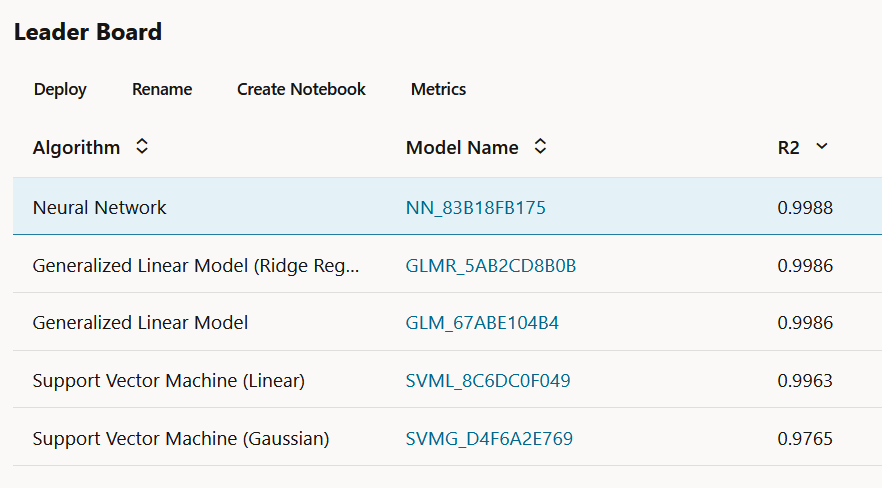 Leader Board
Deploy Rename Create Notebook Metrics
Algorithm Model Name R2
Neural Network NN_83B18FB175 0.9988
Generalized Linear Model (Ridge Reg... GLMR_5AB2CD8B0B 0.9986
Generalized Linear Model GLM_67ABE104B4 0.9986
Support Vector Machine (Linear) SVML_8C6DC0F049 0.9963
Support Vector Machine (Gaussian) SVMG_D4F6A2E769 0.9765